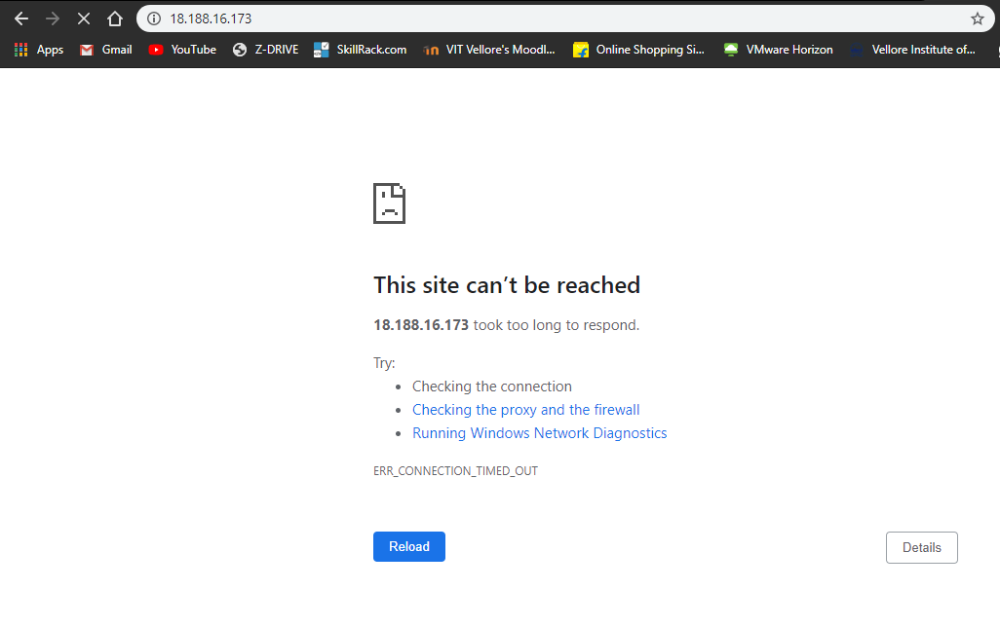 18.188.16.173
Apps Gmail YouTube Z-DRIVE SkillRack.com VIT Vellore's Moodl... Online Shopping Si... VMware Horizon Vellore Institute of...
This site can't be reached
18.188.16.173 took too long to respond.
Try:
• Checking the connection
• Checking the proxy and the firewall
• Running Windows Network Diagnostics
ERR_CONNECTION_TIMED_OUT
Reload Details